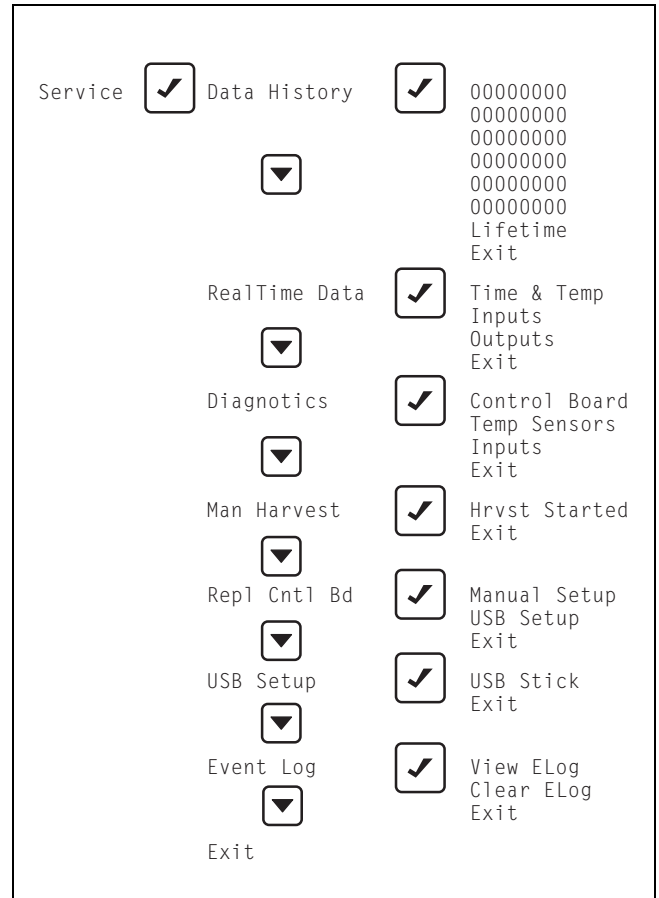 Service Data History 00000000
00000000
00000000
00000000
00000000
00000000
Lifetime
Exit
RealTime Data Time & Temp
Inputs
Outputs
Exit
Diagnotics Control Board
Temp Sensors
Inputs
Exit
Man Harvest Hrvst Started
Exit
Repl Cntl Bd Manual Setup
USB Setup
Exit
USB Setup USB Stick
Exit
Event Log View ELog
Clear ELog
Exit
Exit